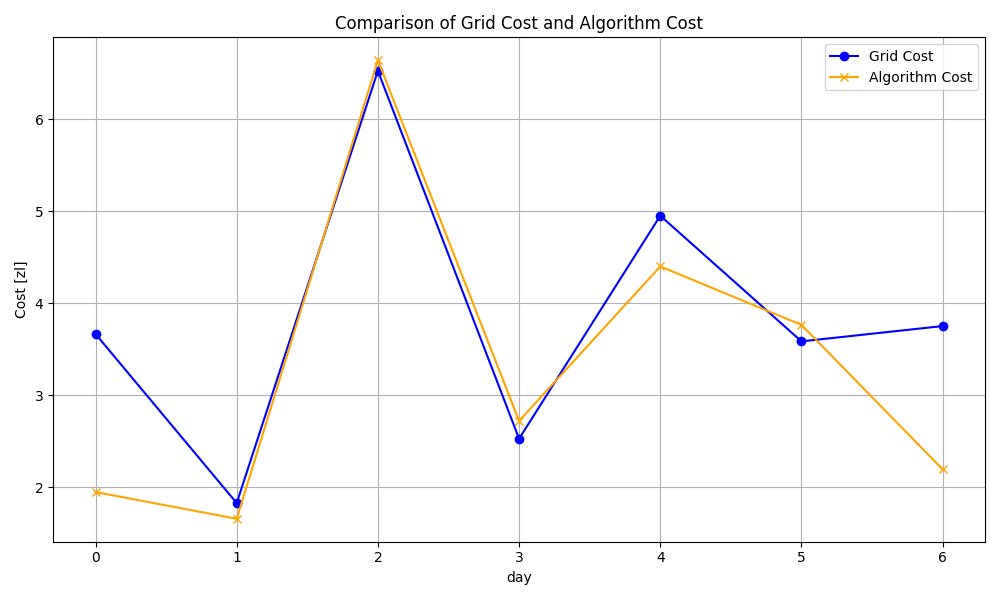 Comparison of Grid Cost and Algorithm Cost
Grid Cost
Algorithm Cost
Cost [zl]
6
5
4
3
2
0 1 2 3 4 5 6
day